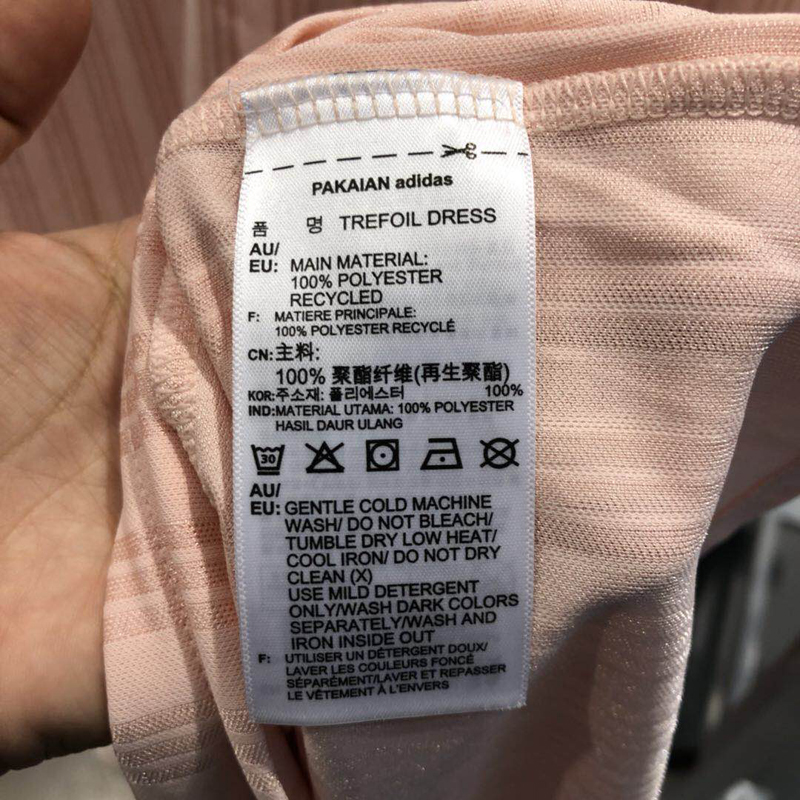 PAKAIAN adidas
품 명 TREFOIL DRESS
AU/
EU: MAIN MATERIAL:
100% POLYESTER
RECYCLED
F: MATIERE PRINCIPALE:
100% POLYESTER RECYCLÉ
CN: 主料:
100% 聚酯纤维(再生聚酯)
KOR: 주소재: 폴리에스터 100%
IND: MATERIAL UTAMA: 100% POLYESTER
HASIL DAUR ULANG
30
AU/
EU: GENTLE COLD MACHINE
WASH/ DO NOT BLEACH/
TUMBLE DRY LOW HEAT/
COOL IRON/ DO NOT DRY
CLEAN (X)
USE MILD DETERGENT
ONLY/WASH DARK COLORS
SEPARATELY/WASH AND
IRON INSIDE OUT
F: UTILISER UN DÉTERGENT DOUX/
LAVER LES COULEURS FONCÉ
SÉPARÉMENT/LAVER ET REPASSER
LE VÊTEMENT À L'ENVERS